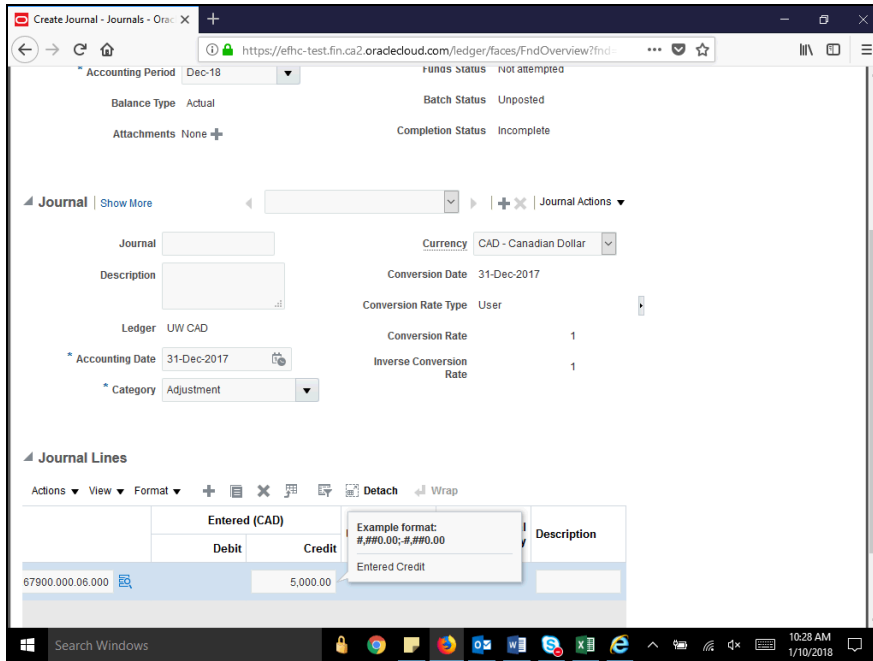 Create Journal - Journals - Orac
https://efhc-test.fin.ca2.oraclecloud.com/ledger/faces/FndOverview?fnd=
* Accounting Period Dec-18 Funds Status Not attempted
Balance Type Actual Batch Status Unposted
Attachments None Completion Status Incomplete
Journal Show More Journal Actions
Journal Currency CAD - Canadian Dollar
Description Conversion Date 31-Dec-2017
Conversion Rate Type User
Ledger UW CAD Conversion Rate 1
* Accounting Date 31-Dec-2017 Inverse Conversion Rate 1
* Category Adjustment
Journal Lines
Actions View Format Detach Wrap
Entered (CAD) Description
Debit Credit
Example format:
#,##0.00;-#,##0.00
Entered Credit
67900.000.06.000 5,000.00
Search Windows 10:28 AM
1/10/2018